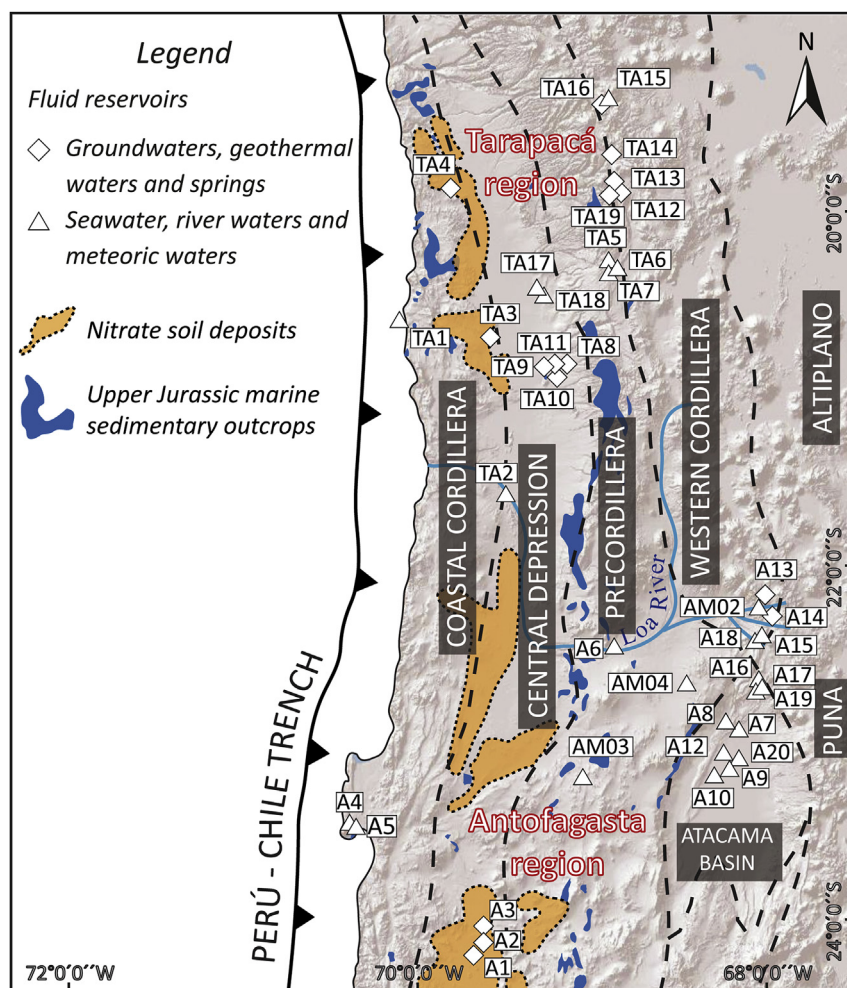 Legend
Fluid reservoirs
Groundwaters, geothermal
waters and springs
Seawater, river waters and
meteoric waters
Nitrate soil deposits
Upper Jurassic marine
sedimentary outcrops
N
TA16
TA15
Tarapacá
region
TA4
TA14
TA13
TA12
TA19
TA5
TA6
TA7
TA17
TA18
TA3
TA1
TA11
TA8
TA9
TA10
TA2
20°0'0''S
22°0'0''S
24°0'0''S
COASTAL CORDILLERA
CENTRAL DEPRESSION
PRECORDILLERA
WESTERN CORDILLERA
ALTIPLANO
PUNA
PERÚ - CHILE TRENCH
Loa River
A13
AM02
A14
A18
A15
A6
A16
A17
AM04
A19
A8
A7
AM03
A12
A20
A9
A10
A4
A5
Antofagasta
region
ATACAMA
BASIN
A3
A2
A1
72°0'0''W
70°0'0''W
68°0'0''W